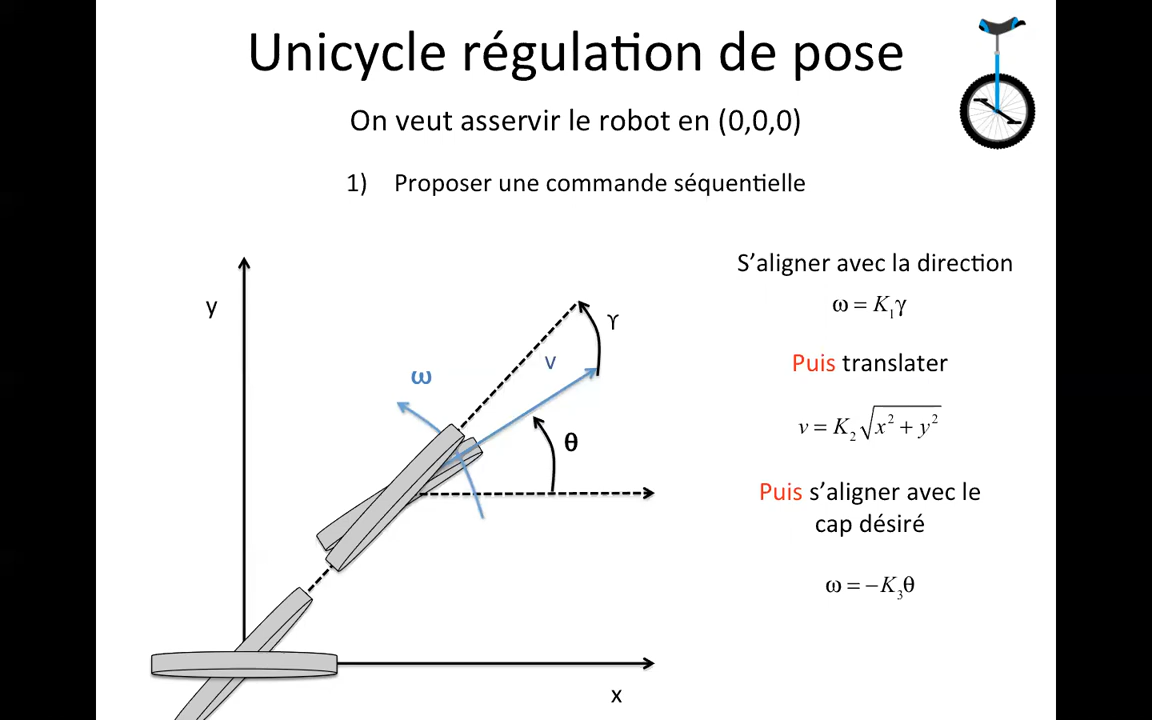 Unicycle régulation de pose
On veut asservir le robot en (0,0,0)
1) Proposer une commande séquentielle
S’aligner avec la direction
ω = K₁γ
Puis translater
v = K₂√(x² + y²)
Puis s’aligner avec le
cap désiré
ω = −K₃θ
y
ϒ
v
ω
θ
x